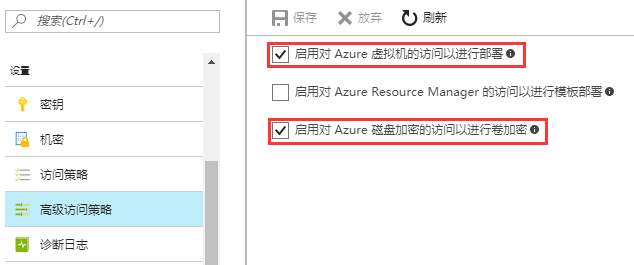 搜索(Ctrl+/)
设置
密钥
机密
访问策略
高级访问策略
诊断日志
保存 放弃 刷新
启用对 Azure 虚拟机的访问以进行部署
启用对 Azure Resource Manager 的访问以进行模板部署
启用对 Azure 磁盘加密的访问以进行卷加密